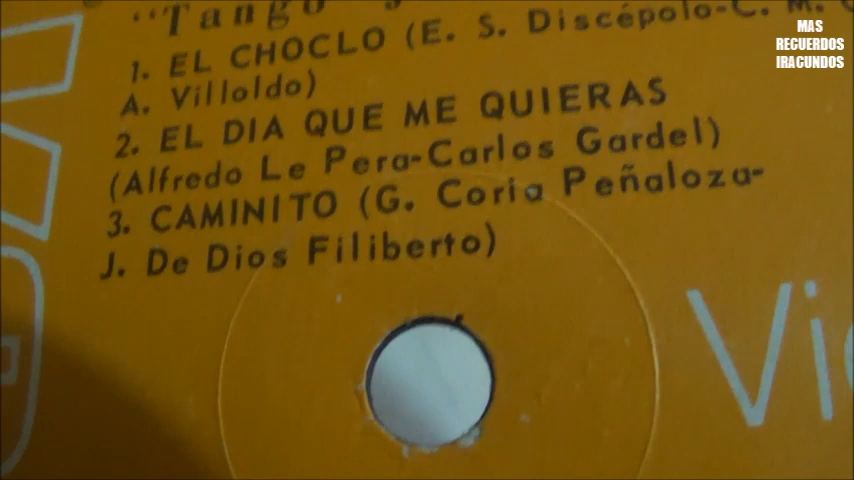 "Tango
1. EL CHOCLO (E. S. Discépolo-C. M.
A. Villoldo)
2. EL DIA QUE ME QUIERAS
(Alfredo Le Pera-Carlos Gardel)
3. CAMINITO (G. Coria Peñaloza-
J. De Dios Filiberto)
Vi
MAS
RECUERDOS
IRACUNDOS